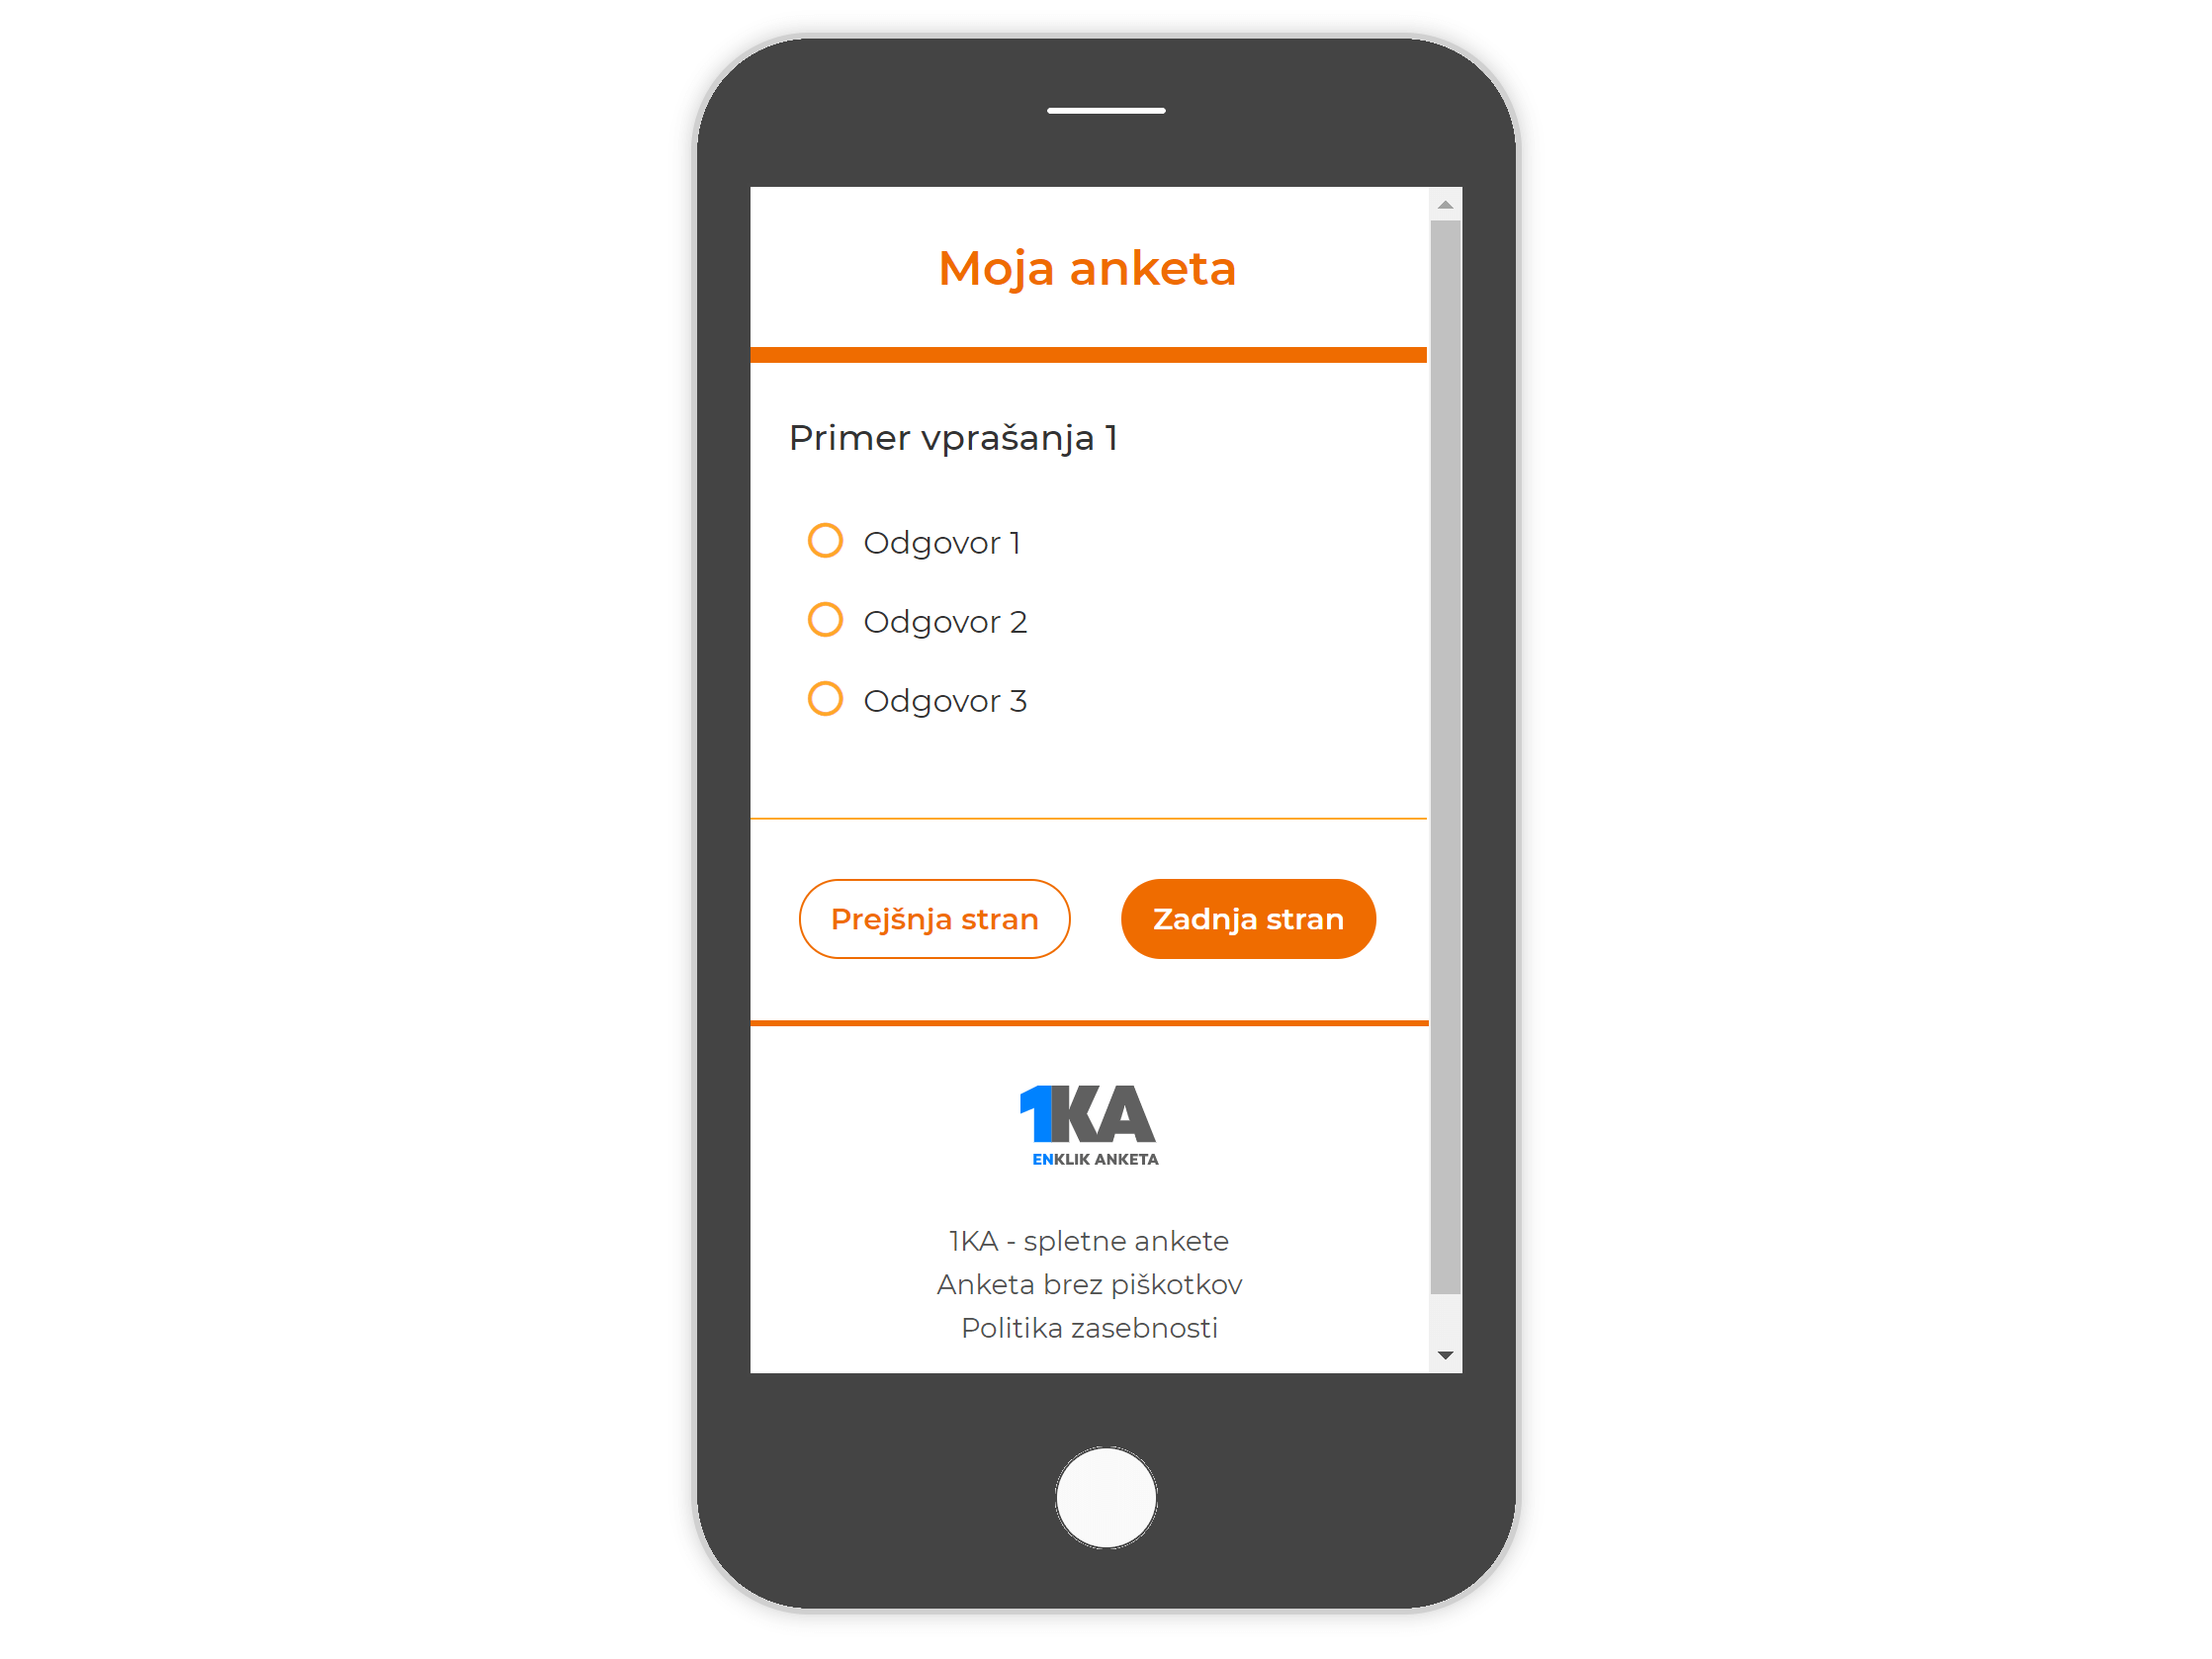 Moja anketa
Primer vprašanja 1
Odgovor 1
Odgovor 2
Odgovor 3
Prejšnja stran
Zadnja stran
1KA
ENKLIK ANKETA
1KA - spletne ankete
Anketa brez piškotkov
Politika zasebnosti